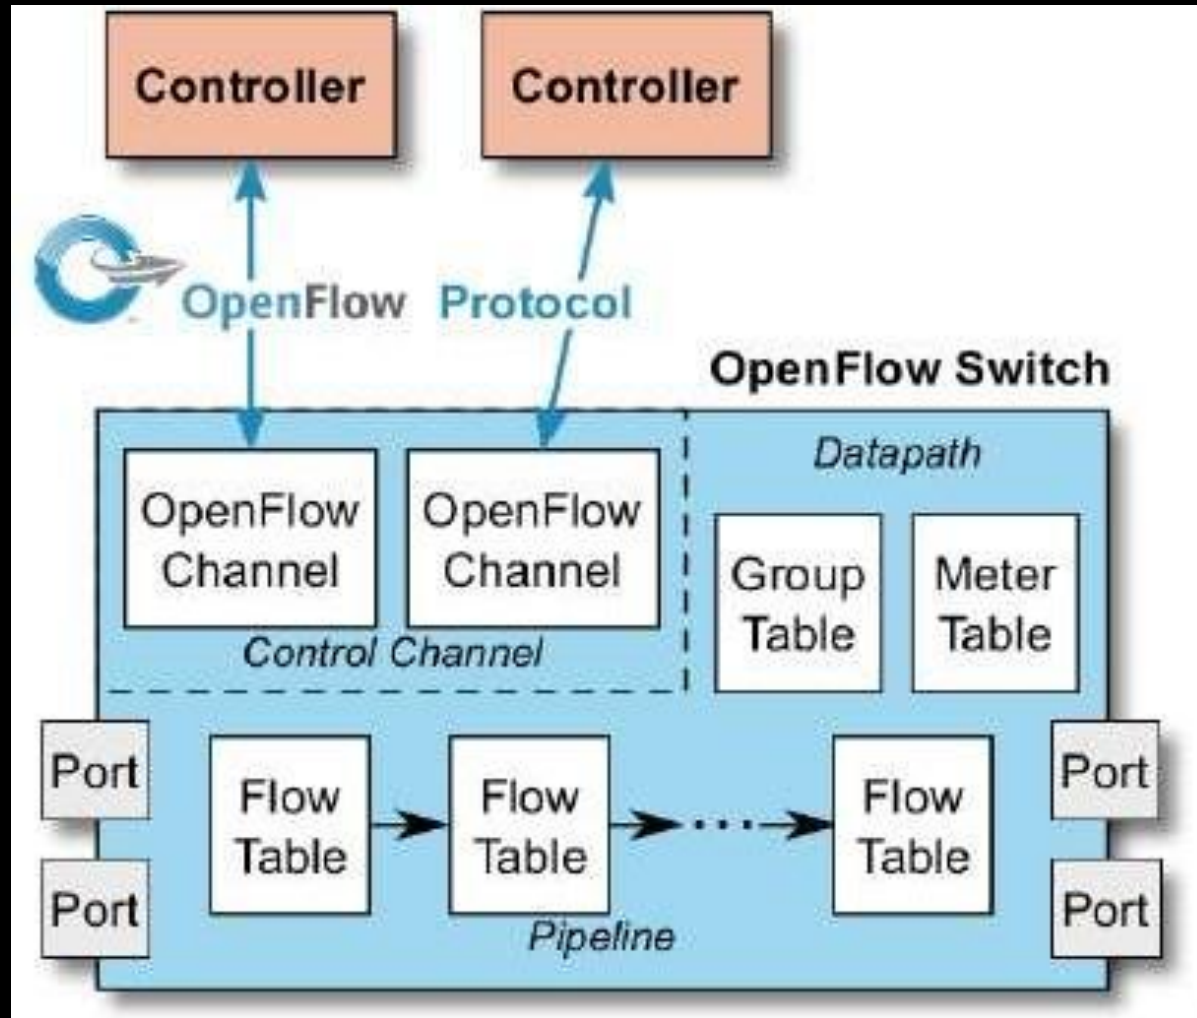 Controller
Controller
OpenFlow Protocol
OpenFlow Switch
OpenFlow
Channel
OpenFlow
Channel
Control Channel
Datapath
Group
Table
Meter
Table
Port
Port
Flow
Table
Flow
Table
...
Flow
Table
Pipeline
Port
Port